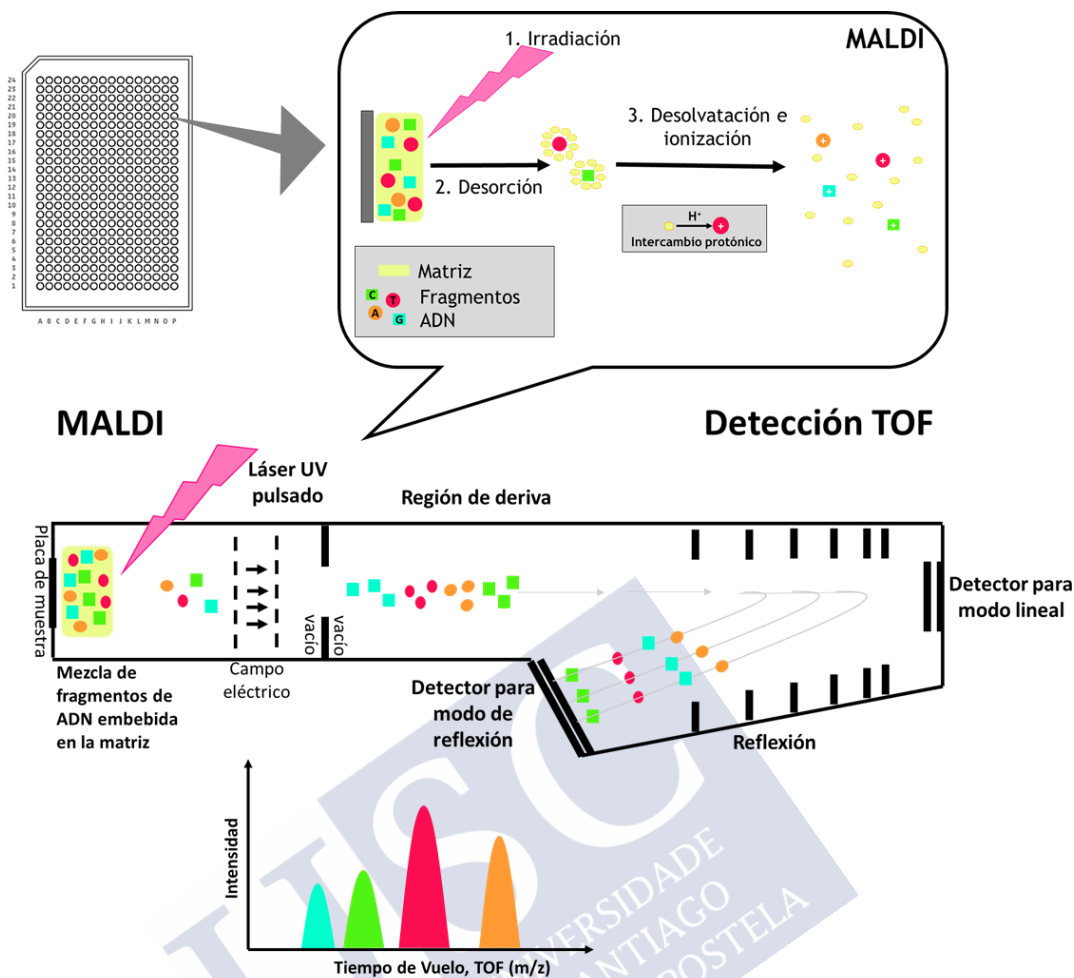 MALDI
1. Irradiación
2. Desorción
3. Desolvatación e
ionización
H+
+
Intercambio protónico
+
+
+
+
Matriz
C T Fragmentos
A G ADN
24
23
22
21
20
19
18
17
16
15
14
13
12
11
10
9
8
7
6
5
4
3
2
1
A B C D E F G H I J K L M N O P
MALDI
Detección TOF
Láser UV
pulsado
Región de deriva
Placa de muestra
vacío
vacío
Detector para
modo lineal
Mezcla de
fragmentos de
ADN embebida
en la matriz
Campo
eléctrico
Detector para
modo de
reflexión
Reflexión
Intensidad
Tiempo de Vuelo, TOF (m/z)
USC